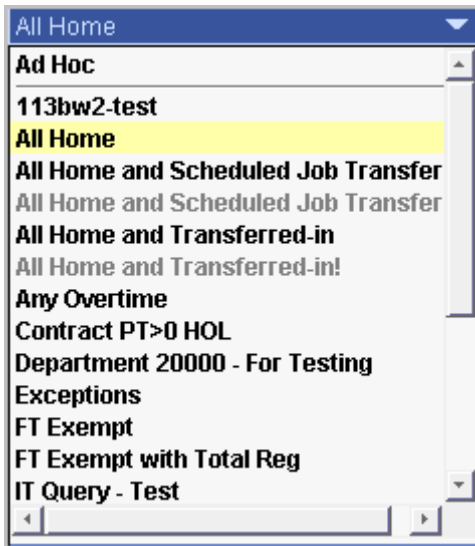 All Home
Ad Hoc
113bw2-test
All Home
All Home and Scheduled Job Transfer
All Home and Scheduled Job Transfer
All Home and Transferred-in
All Home and Transferred-in!
Any Overtime
Contract PT>0 HOL
Department 20000 - For Testing
Exceptions
FT Exempt
FT Exempt with Total Reg
IT Query - Test